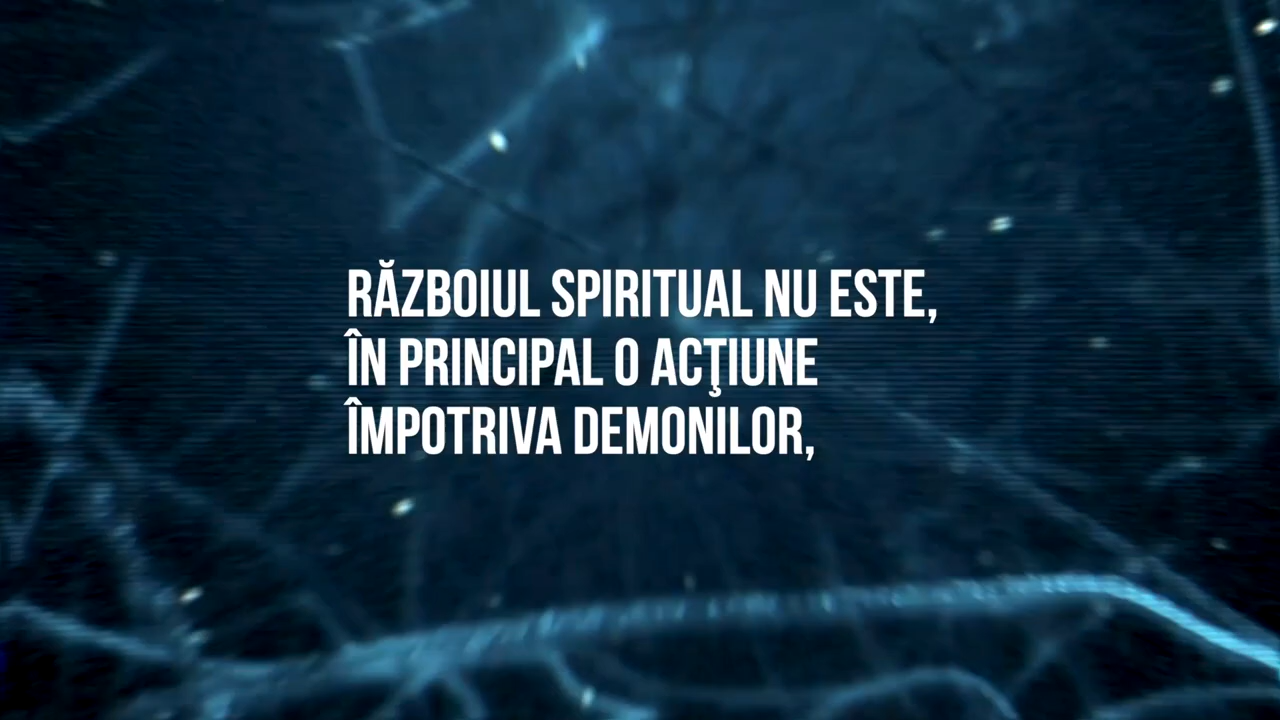 RĂZBOIUL SPIRITUAL NU ESTE,
ÎN PRINCIPAL O ACŢIUNE
ÎMPOTRIVA DEMONILOR,